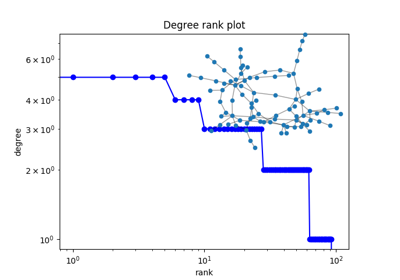 Degree rank plot
6 × 10⁰
4 × 10⁰
3 × 10⁰
2 × 10⁰
10⁰
degree
10⁰
10¹
10²
rank